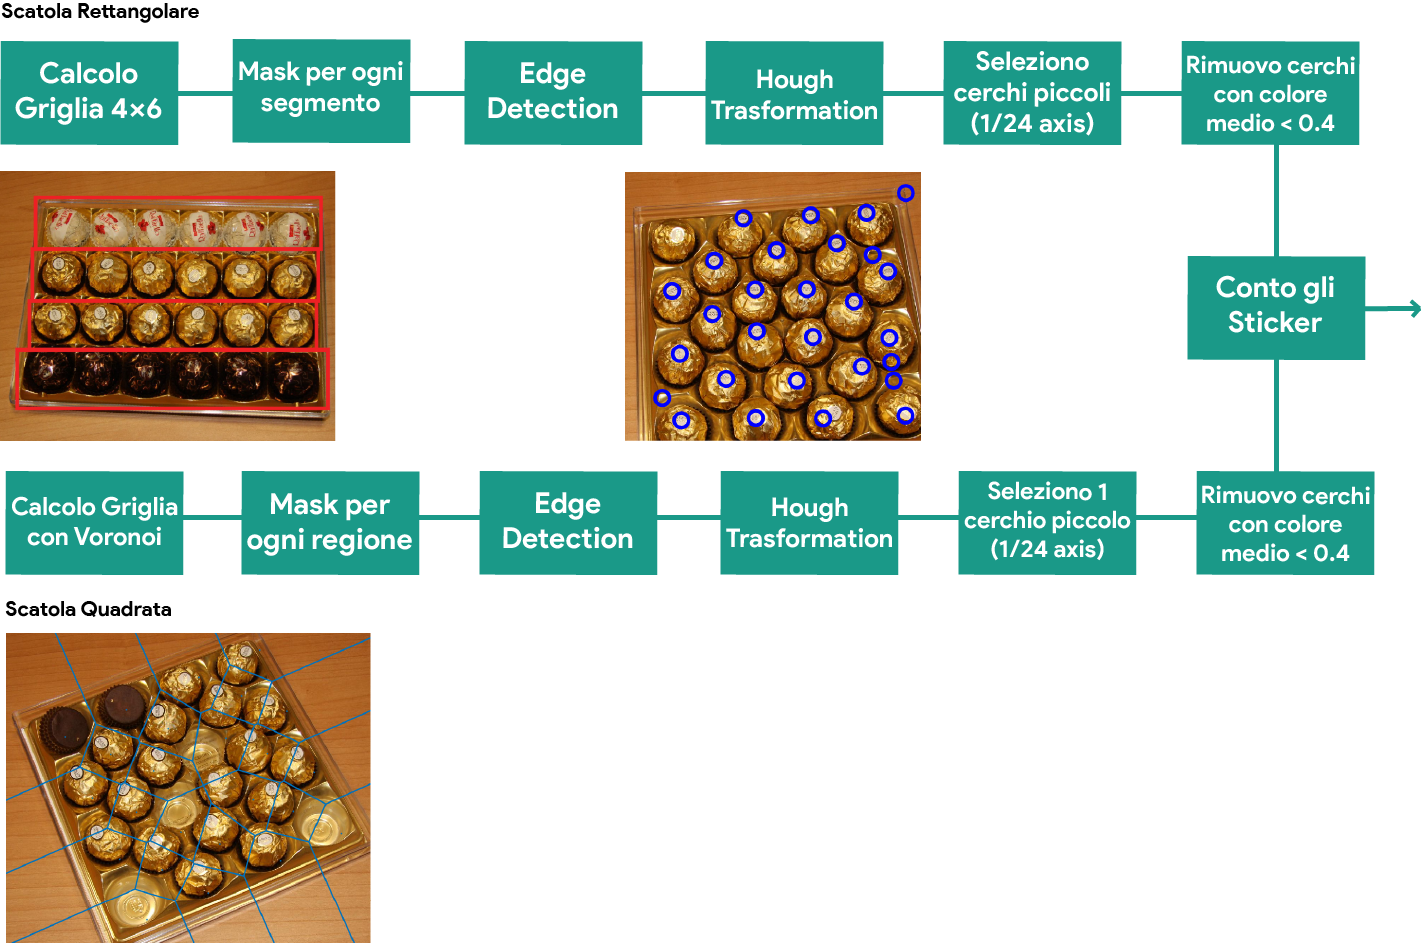 Scatola Rettangolare
Calcolo
Griglia 4×6
Mask per ogni
segmento
Edge
Detection
Hough
Trasformation
Seleziono
cerchi piccoli
(1/24 axis)
Rimuovo cerchi
con colore
medio < 0.4
Conto gli
Sticker
Calcolo Griglia
con Voronoi
Mask per
ogni regione
Edge
Detection
Hough
Trasformation
Seleziono 1
cerchio piccolo
(1/24 axis)
Rimuovo cerchi
con colore
medio < 0.4
Scatola Quadrata